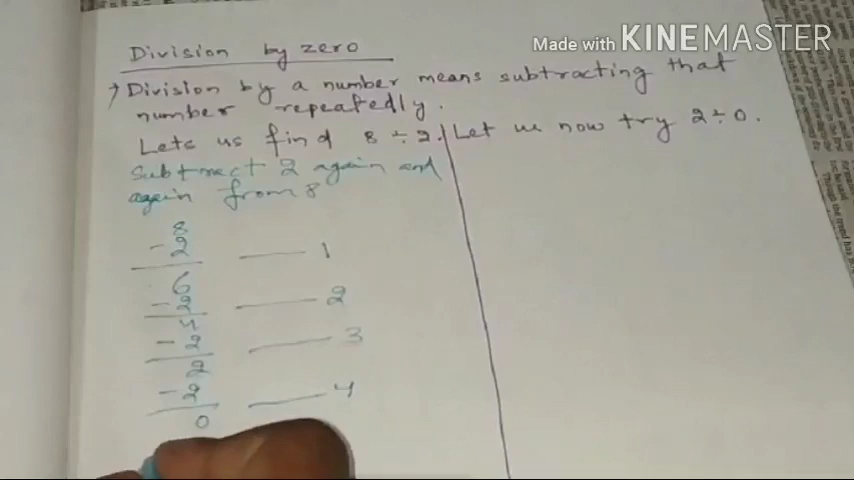 Made with KINEMASTER
Division by zero
→ Division by a number means subtracting that
number repeatedly.
Lets us find 8 ÷ 2.
Subtract 2 again and
again from 8
8
- 2 1
6
- 2 2
4
- 2 3
2
- 2 4
0
Let us now try 2 ÷ 0.